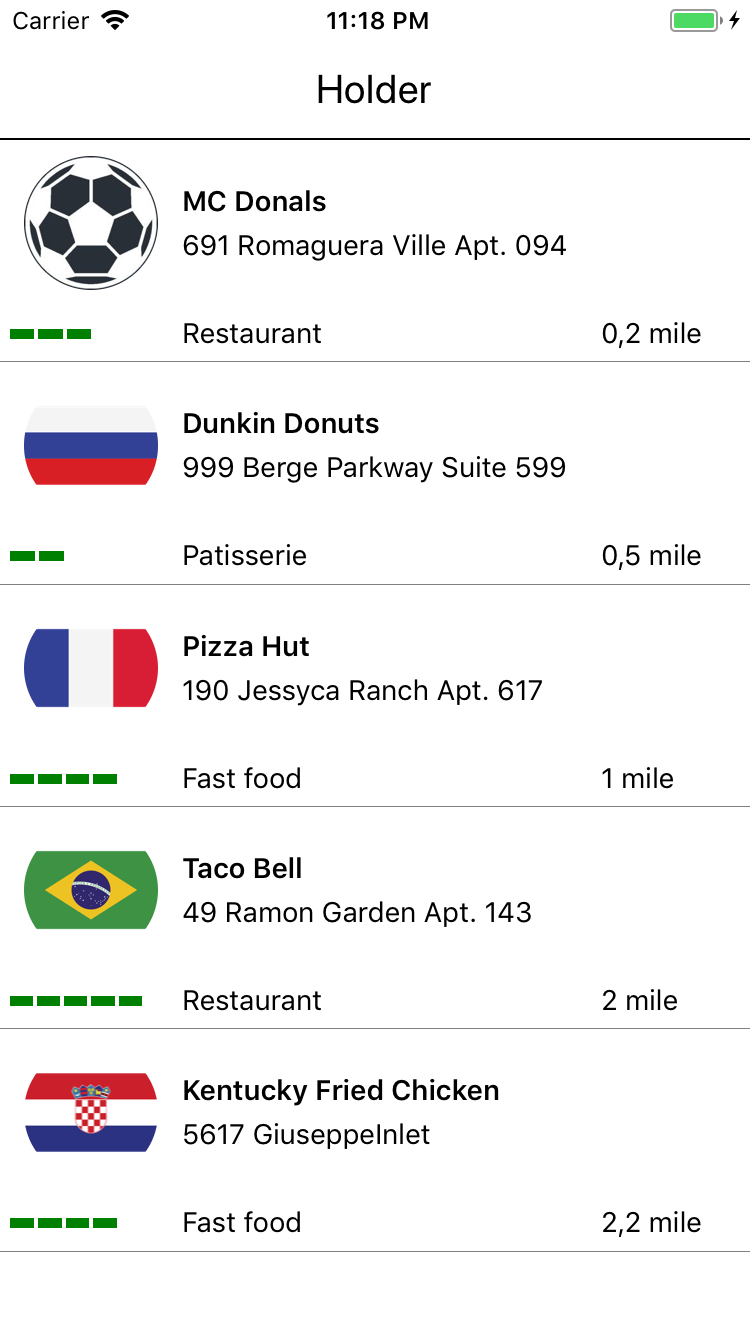 Carrier 11:18 PM
Holder
MC Donals
691 Romaguera Ville Apt. 094
Restaurant 0,2 mile
Dunkin Donuts
999 Berge Parkway Suite 599
Patisserie 0,5 mile
Pizza Hut
190 Jessyca Ranch Apt. 617
Fast food 1 mile
Taco Bell
49 Ramon Garden Apt. 143
Restaurant 2 mile
Kentucky Fried Chicken
5617 GiuseppeInlet
Fast food 2,2 mile